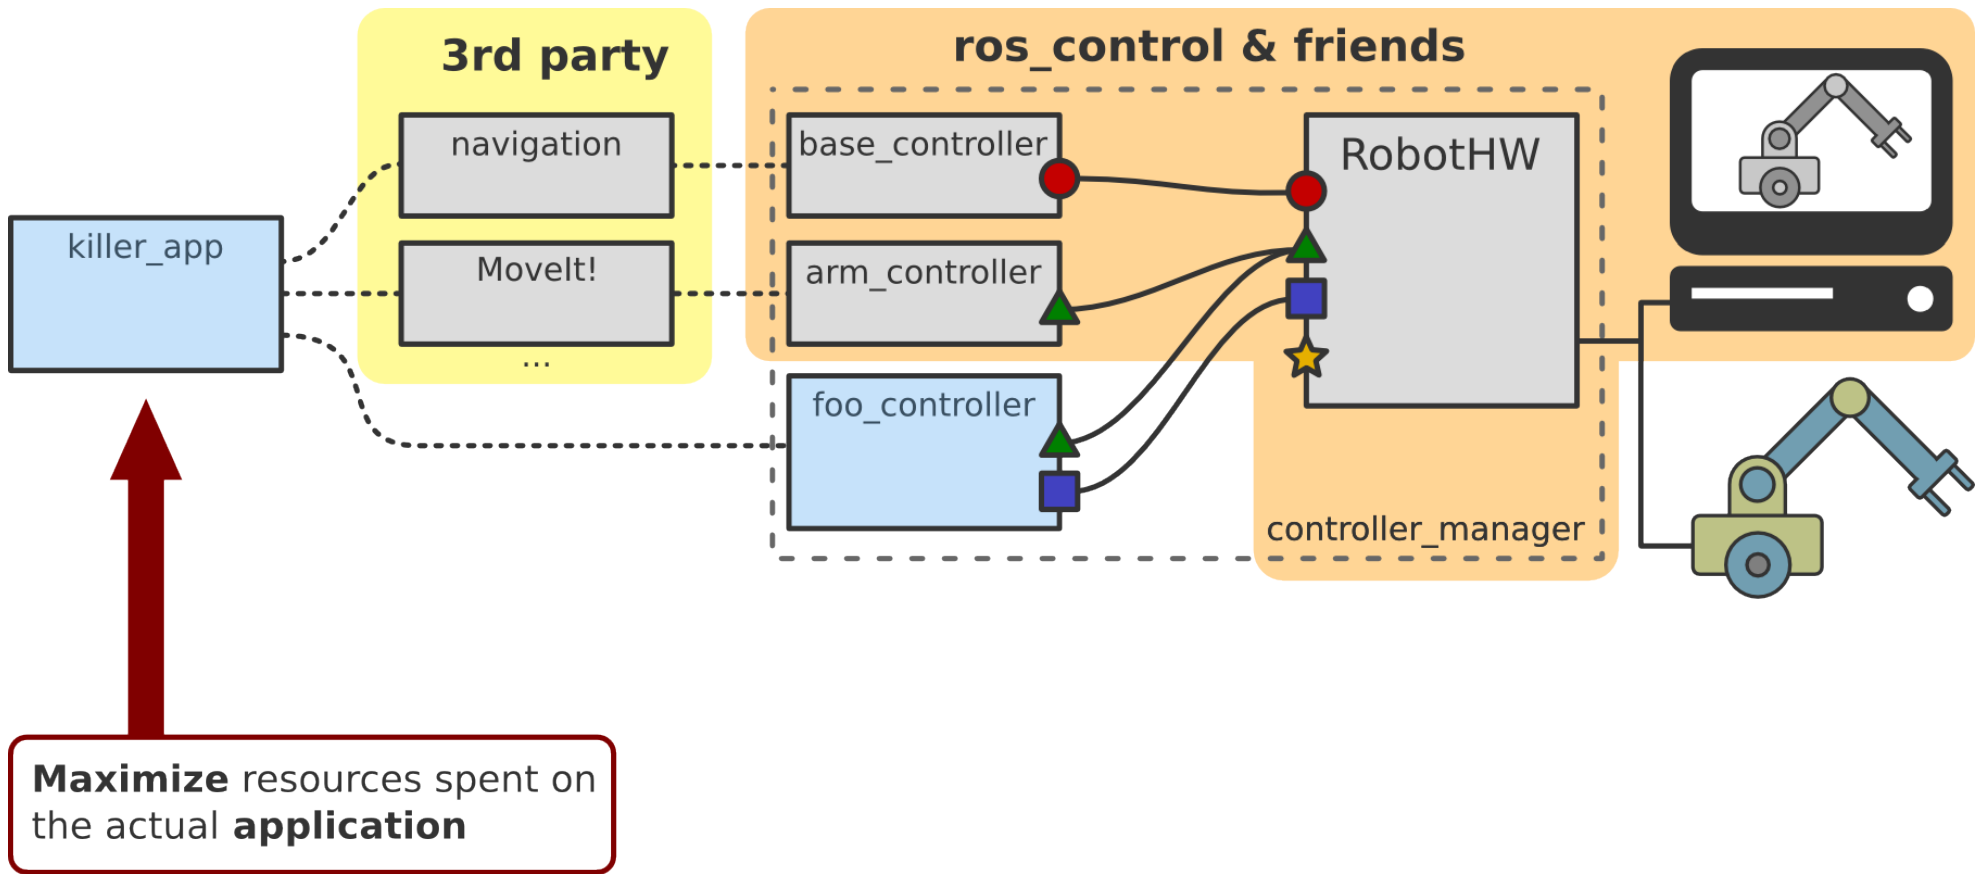 3rd party
ros_control & friends
navigation
base_controller
RobotHW
killer_app
MoveIt!
arm_controller
...
foo_controller
controller_manager
Maximize resources spent on
the actual application